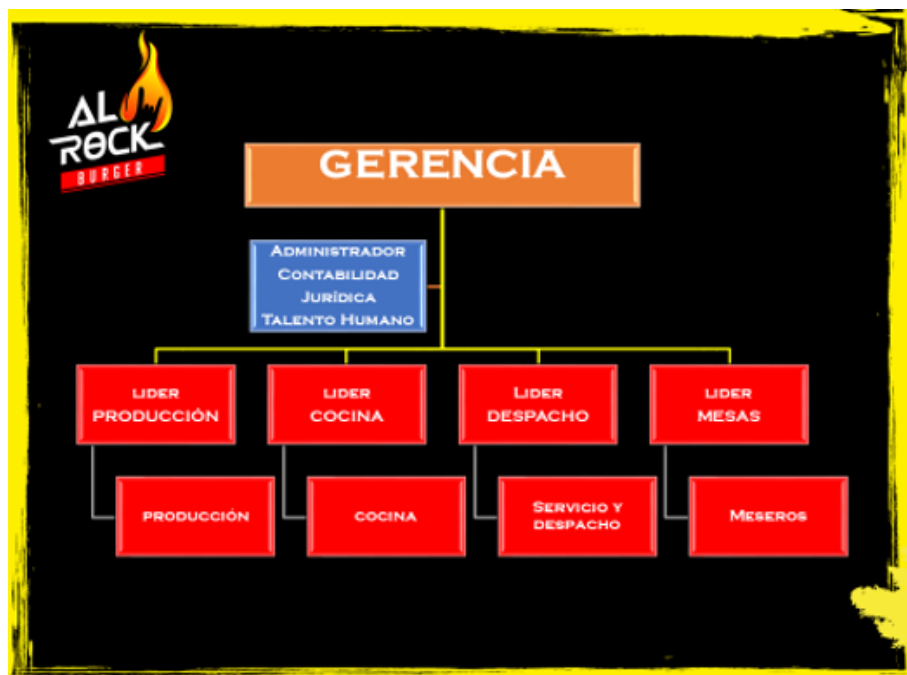 AL
ROCK
BURGER
GERENCIA
ADMINISTRADOR
CONTABILIDAD
JURÍDICA
TALENTO HUMANO
LIDER
PRODUCCIÓN
LIDER
COCINA
LIDER
DESPACHO
LIDER
MESAS
PRODUCCIÓN
COCINA
SERVICIO Y
DESPACHO
MESEROS